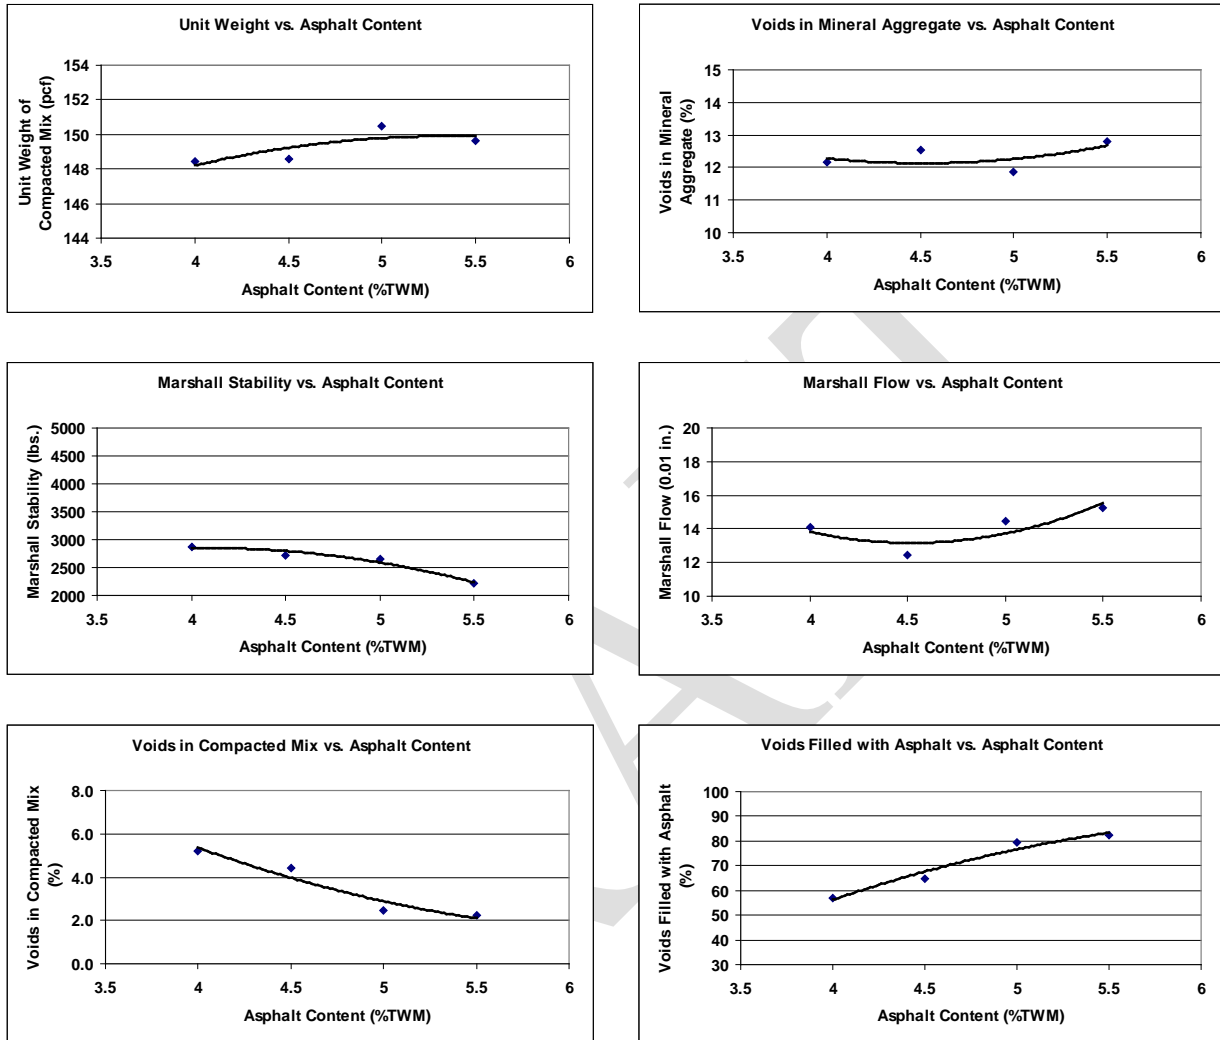 Unit Weight vs. Asphalt Content
Unit Weight of
Compacted Mix (pcf)
154
152
150
148
146
144
3.5 4 4.5 5 5.5 6
Asphalt Content (%TWM)
Voids in Mineral Aggregate vs. Asphalt Content
Voids in Mineral
Aggregate (%)
15
14
13
12
11
10
3.5 4 4.5 5 5.5 6
Asphalt Content (%TWM)
Marshall Stability vs. Asphalt Content
Marshall Stability (lbs.)
5000
4500
4000
3500
3000
2500
2000
3.5 4 4.5 5 5.5 6
Asphalt Content (%TWM)
Marshall Flow vs. Asphalt Content
Marshall Flow (0.01 in.)
20
18
16
14
12
10
3.5 4 4.5 5 5.5 6
Asphalt Content (%TWM)
Voids in Compacted Mix vs. Asphalt Content
Voids in Compacted Mix
(%)
8.0
6.0
4.0
2.0
0.0
3.5 4 4.5 5 5.5 6
Asphalt Content (%TWM)
Voids Filled with Asphalt vs. Asphalt Content
Voids Filled with Asphalt
(%)
100
90
80
70
60
50
40
30
3.5 4 4.5 5 5.5 6
Asphalt Content (%TWM)